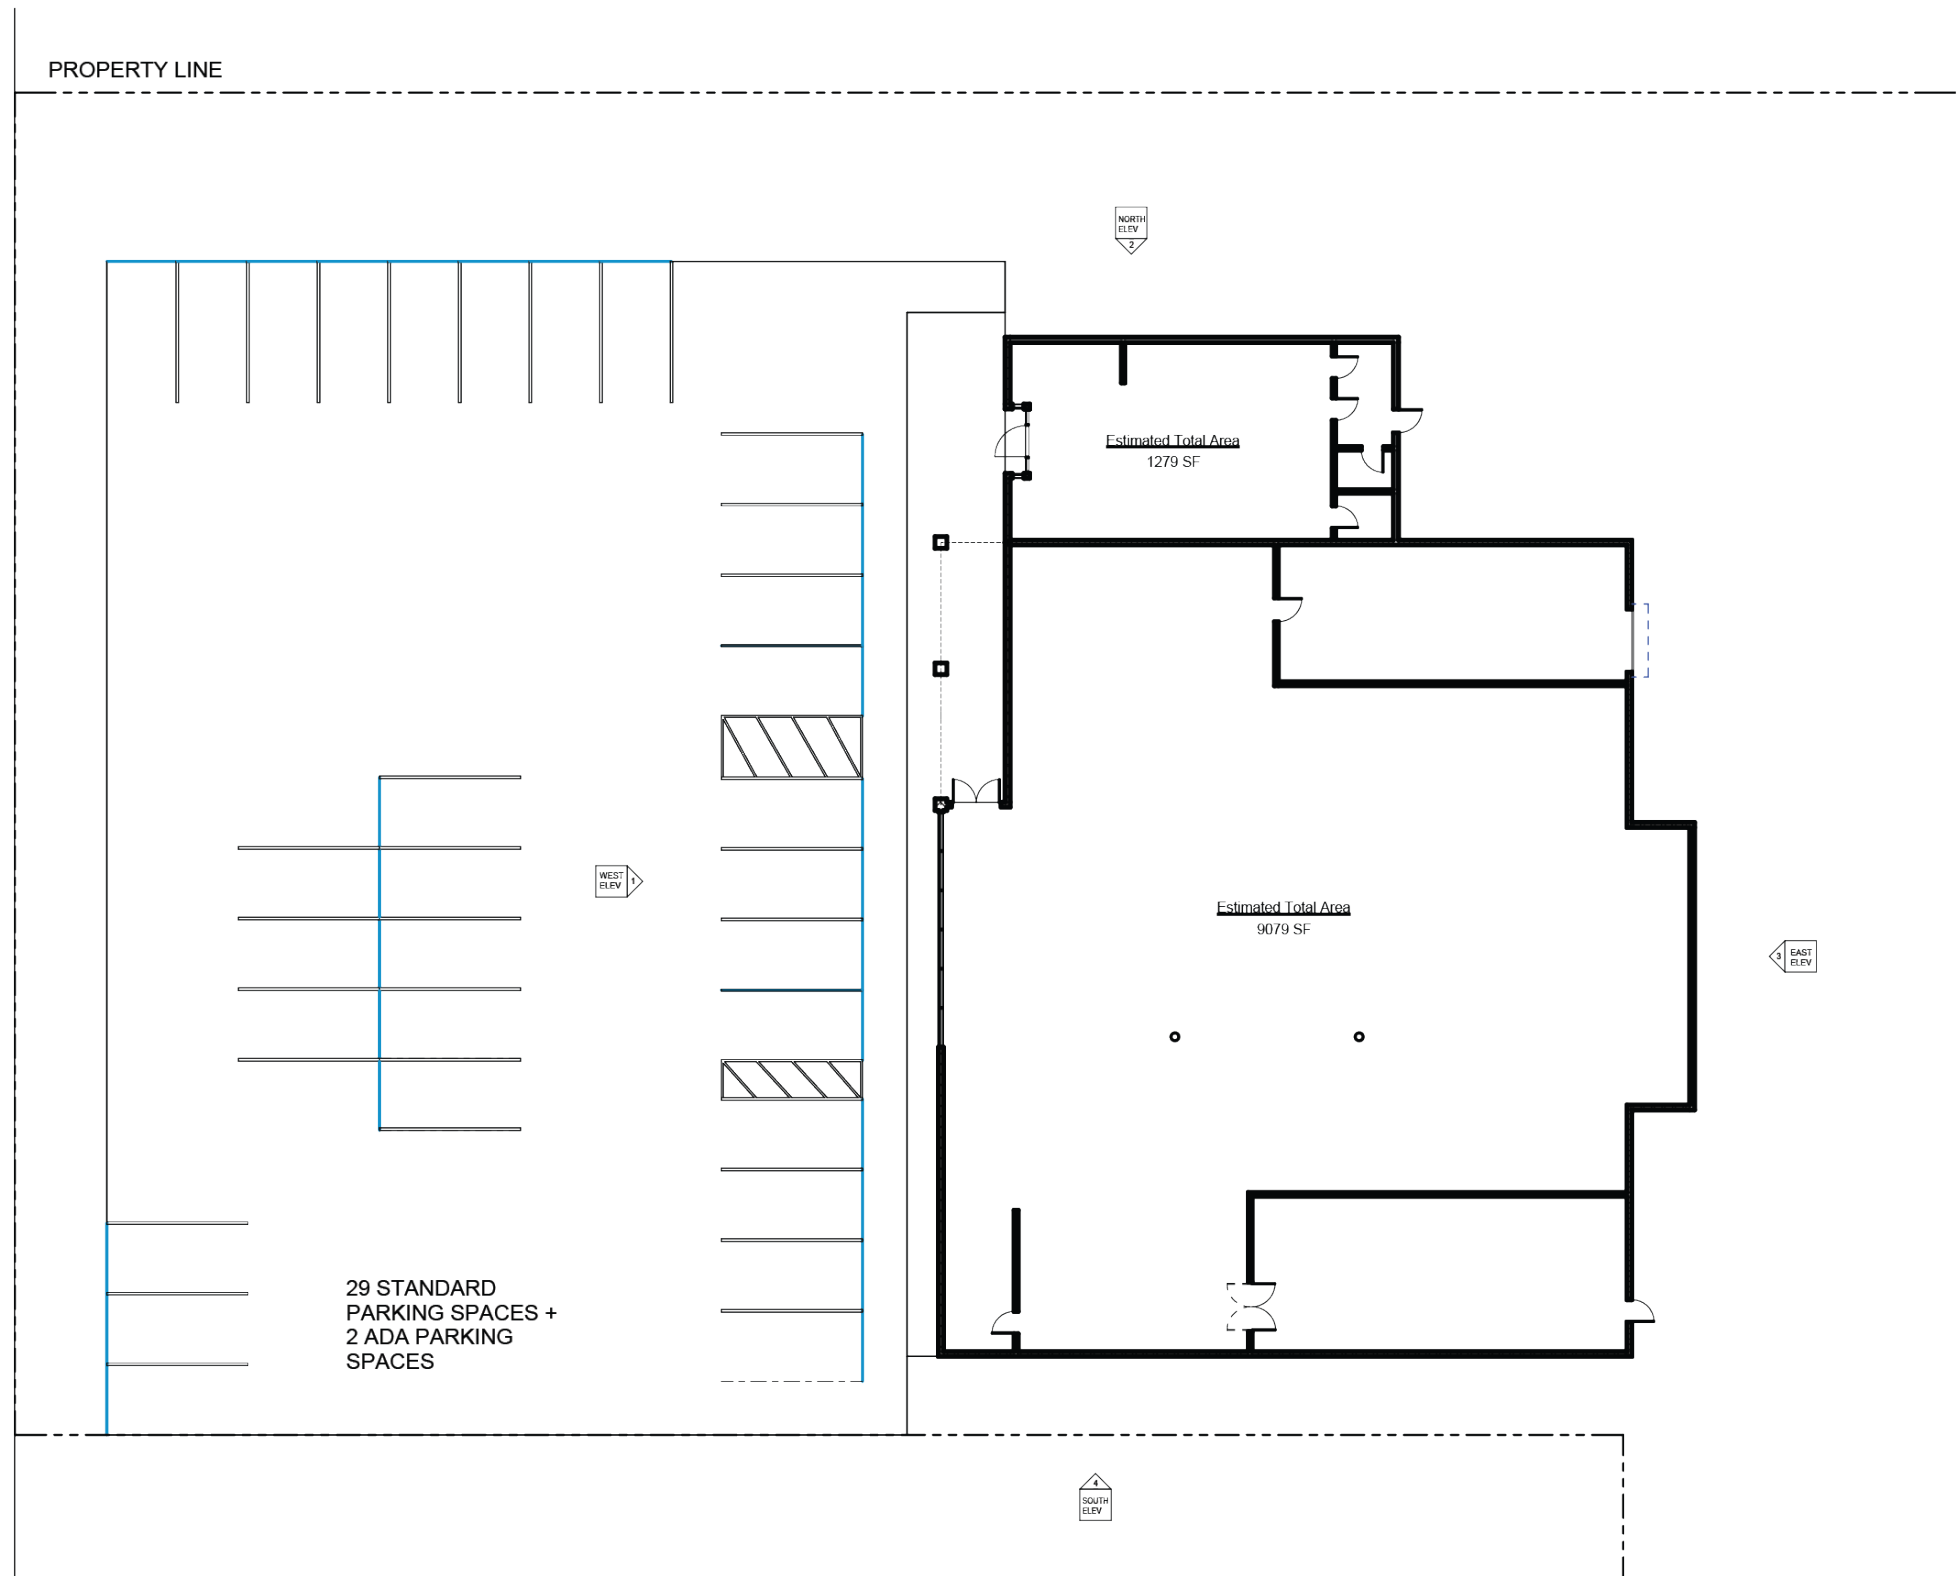 PROPERTY LINE
NORTH
ELEV
2
Estimated Total Area
1279 SF
WEST
ELEV
1
Estimated Total Area
9079 SF
3
EAST
ELEV
29 STANDARD
PARKING SPACES +
2 ADA PARKING
SPACES
4
SOUTH
ELEV